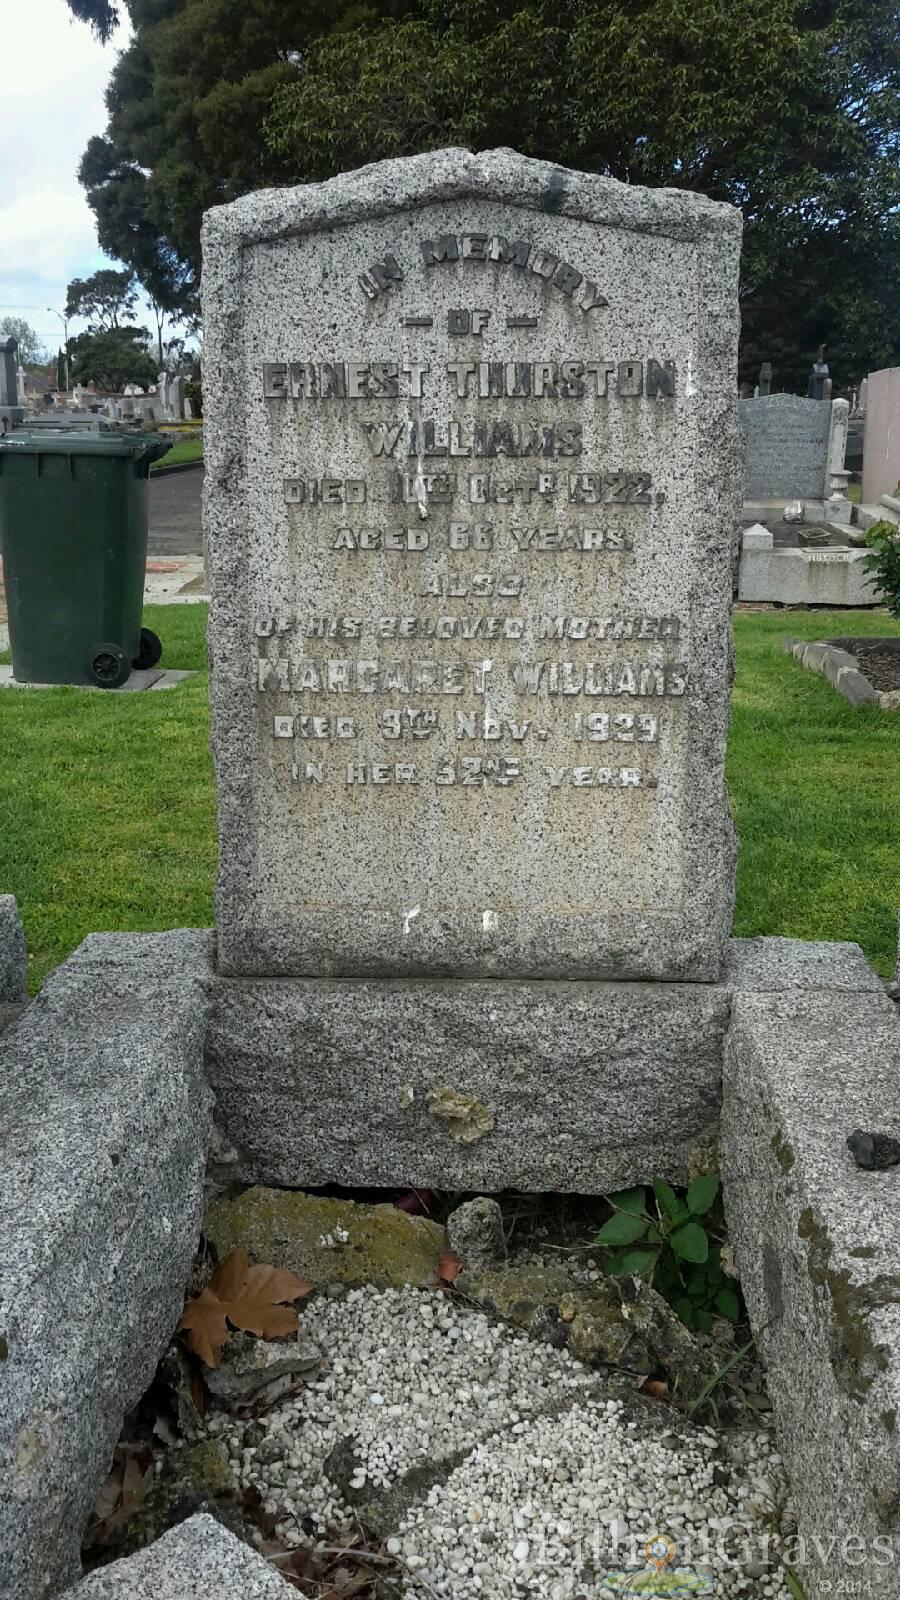 IN MEMORY
- OF -
ERNEST THURSTON
WILLIAMS
DIED 10TH OCTR 1922.
AGED 66 YEARS.
ALSO
OF HIS BELOVED MOTHER
MARGARET WILLIAMS
DIED 9TH NOV. 1929
IN HER 92ND YEAR.
BillionGraves
© 2014